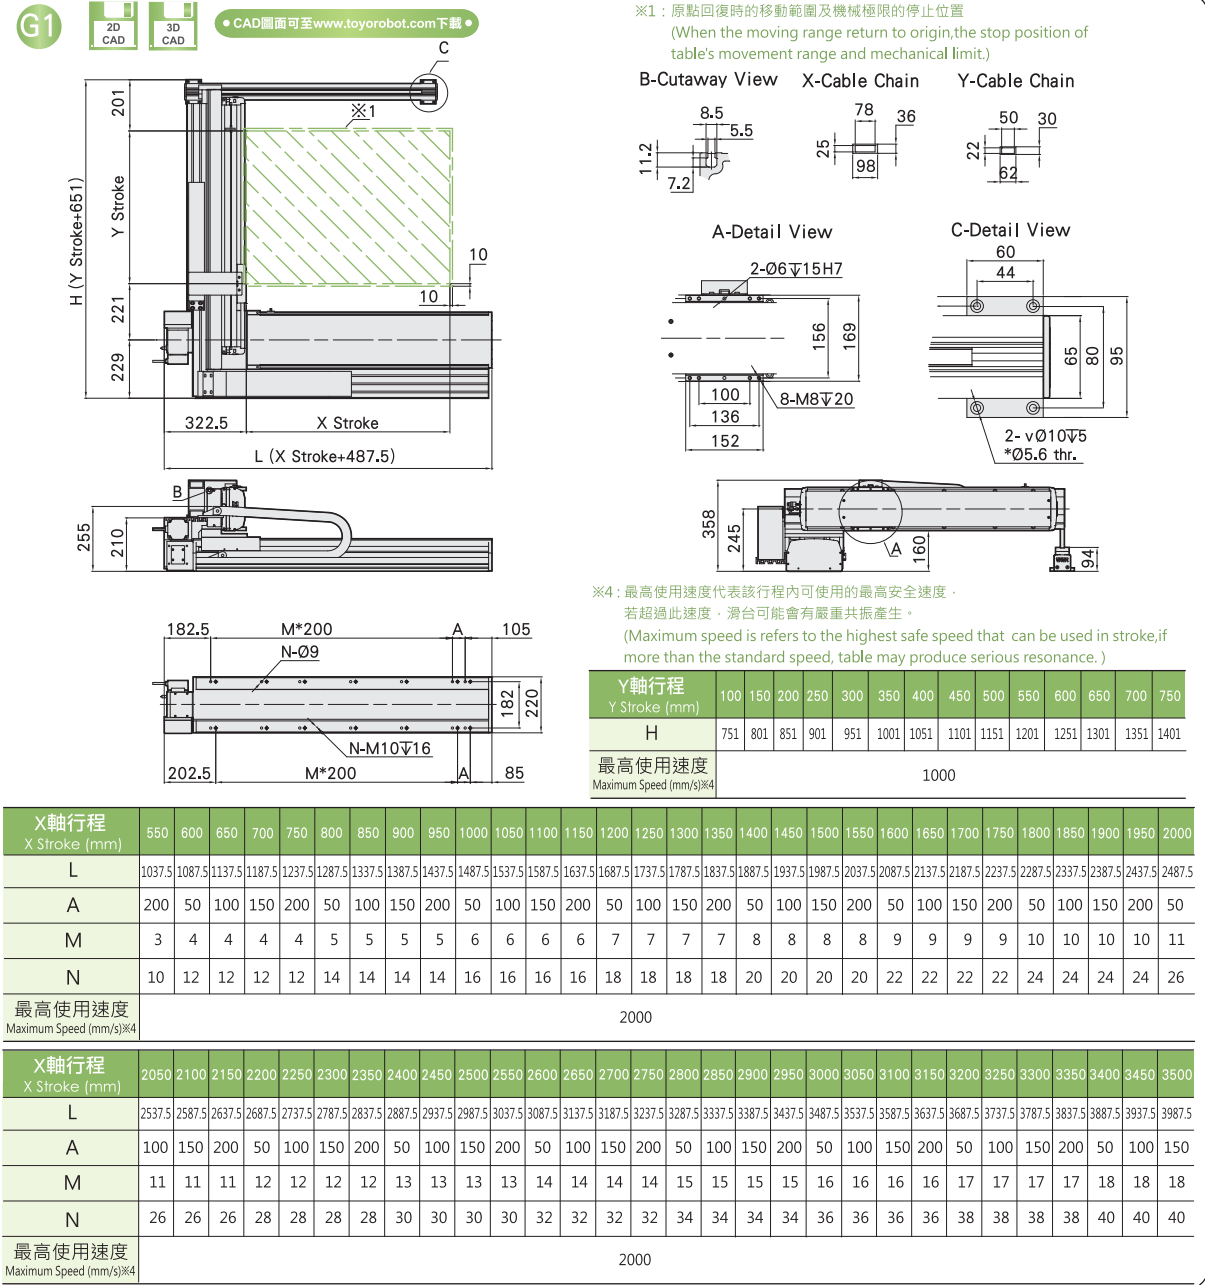 G1
2D
CAD
3D
CAD
●CAD圖面可至www.toyorobot.com下載●
※1：原點回復時的移動範圍及機械極限的停止位置
(When the moving range return to origin,the stop position of
table's movement range and mechanical limit.)
C
※1
201
Y Stroke
H (Y Stroke+651)
221
229
10
10
322.5
X Stroke
L (X Stroke+487.5)
B-Cutaway View
8.5
5.5
11.2
7.2
X-Cable Chain
78
36
25
98
Y-Cable Chain
50
30
22
62
A-Detail View
2-Ø6↧15H7
156
169
100
136
152
8-M8↧20
C-Detail View
60
44
65
80
95
2- vØ10↧5
*Ø5.6 thr.
B
255
210
358
245
A
160
94
※4：最高使用速度代表該行程內可使用的最高安全速度，
若超過此速度，滑台可能會有嚴重共振產生。
(Maximum speed is refers to the highest safe speed that can be used in stroke,if
more than the standard speed, table may produce serious resonance. )
182.5
M*200
A
105
N-Ø9
182
220
N-M10↧16
202.5
M*200
A
85
Y軸行程
Y Stroke (mm)
100 150 200 250 300 350 400 450 500 550 600 650 700 750
H 751 801 851 901 951 1001 1051 1101 1151 1201 1251 1301 1351 1401
最高使用速度
Maximum Speed (mm/s)※4
1000
X軸行程
X Stroke (mm)
550 600 650 700 750 800 850 900 950 1000 1050 1100 1150 1200 1250 1300 1350 1400 1450 1500 1550 1600 1650 1700 1750 1800 1850 1900 1950 2000
L 1037.5 1087.5 1137.5 1187.5 1237.5 1287.5 1337.5 1387.5 1437.5 1487.5 1537.5 1587.5 1637.5 1687.5 1737.5 1787.5 1837.5 1887.5 1937.5 1987.5 2037.5 2087.5 2137.5 2187.5 2237.5 2287.5 2337.5 2387.5 2437.5 2487.5
A 200 50 100 150 200 50 100 150 200 50 100 150 200 50 100 150 200 50 100 150 200 50 100 150 200 50 100 150 200 50
M 3 4 4 4 4 5 5 5 5 6 6 6 6 7 7 7 7 8 8 8 8 9 9 9 9 10 10 10 10 11
N 10 12 12 12 12 14 14 14 14 16 16 16 16 18 18 18 18 20 20 20 20 22 22 22 22 24 24 24 24 26
最高使用速度
Maximum Speed (mm/s)※4
2000
X軸行程
X Stroke (mm)
2050 2100 2150 2200 2250 2300 2350 2400 2450 2500 2550 2600 2650 2700 2750 2800 2850 2900 2950 3000 3050 3100 3150 3200 3250 3300 3350 3400 3450 3500
L 2537.5 2587.5 2637.5 2687.5 2737.5 2787.5 2837.5 2887.5 2937.5 2987.5 3037.5 3087.5 3137.5 3187.5 3237.5 3287.5 3337.5 3387.5 3437.5 3487.5 3537.5 3587.5 3637.5 3687.5 3737.5 3787.5 3837.5 3887.5 3937.5 3987.5
A 100 150 200 50 100 150 200 50 100 150 200 50 100 150 200 50 100 150 200 50 100 150 200 50 100 150 200 50 100 150
M 11 11 11 12 12 12 12 13 13 13 13 14 14 14 14 15 15 15 15 16 16 16 16 17 17 17 17 18 18 18
N 26 26 26 28 28 28 28 30 30 30 30 32 32 32 32 34 34 34 34 36 36 36 36 38 38 38 38 40 40 40
最高使用速度
Maximum Speed (mm/s)※4
2000